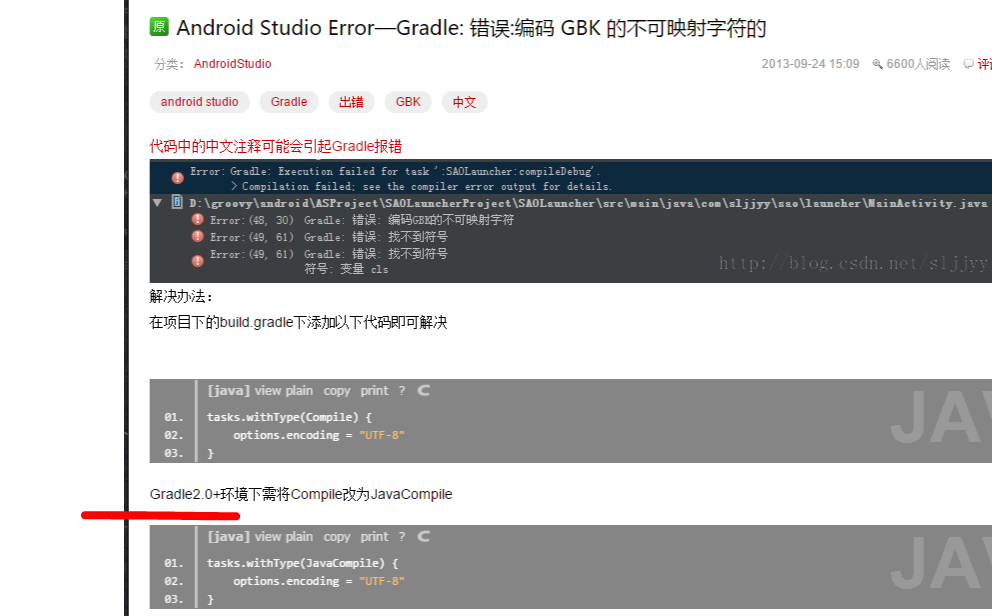 原 Android Studio Error—Gradle: 错误:编码 GBK 的不可映射字符的
分类： AndroidStudio 2013-09-24 15:09 6600人阅读
android studio Gradle 出错 GBK 中文
代码中的中文注释可能会引起Gradle报错
Error: Gradle: Execution failed for task ':SAOLauncher:compileDebug'.
> Compilation failed; see the compiler error output for details.
D:\groovy\android\ASProject\SAOLauncherProject\SAOLauncher\src\main\java\com\sljjyy\sao\launcher\MainActivity.java
Error:(48, 30) Gradle: 错误: 编码GBK的不可映射字符
Error:(49, 61) Gradle: 错误: 找不到符号
Error:(49, 61) Gradle: 错误: 找不到符号
符号: 变量 cls
http://blog.csdn.net/sljjyy
解决办法：
在项目下的build.gradle下添加以下代码即可解决
[java] view plain copy print ? C
01. tasks.withType(Compile) {
02. options.encoding = "UTF-8"
03. }
JAV
Gradle2.0+环境下需将Compile改为JavaCompile
[java] view plain copy print ? C
01. tasks.withType(JavaCompile) {
02. options.encoding = "UTF-8"
03. }
JAV